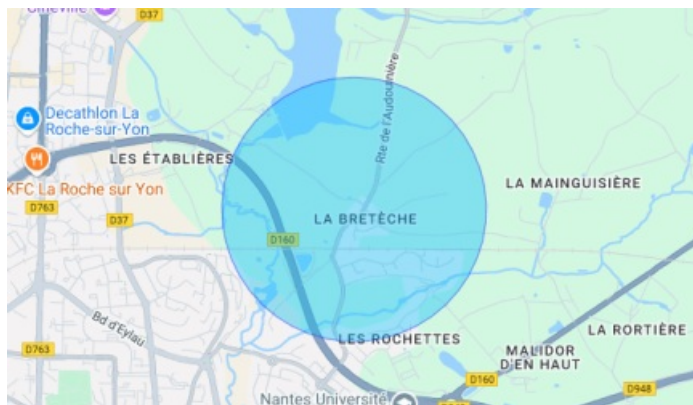 Cinéville
D37
Decathlon La
Roche-sur-Yon
Rte de l'Audouinière
LES ÉTABLIÈRES
KFC La Roche sur Yon
LA MAINGUISIÈRE
D763
D37
LA BRETÈCHE
D160
Bd d'Eylau
D763
LES ROCHETTES
LA RORTIÈRE
MALIDOR
D'EN HAUT
D160
D948
Nantes Université